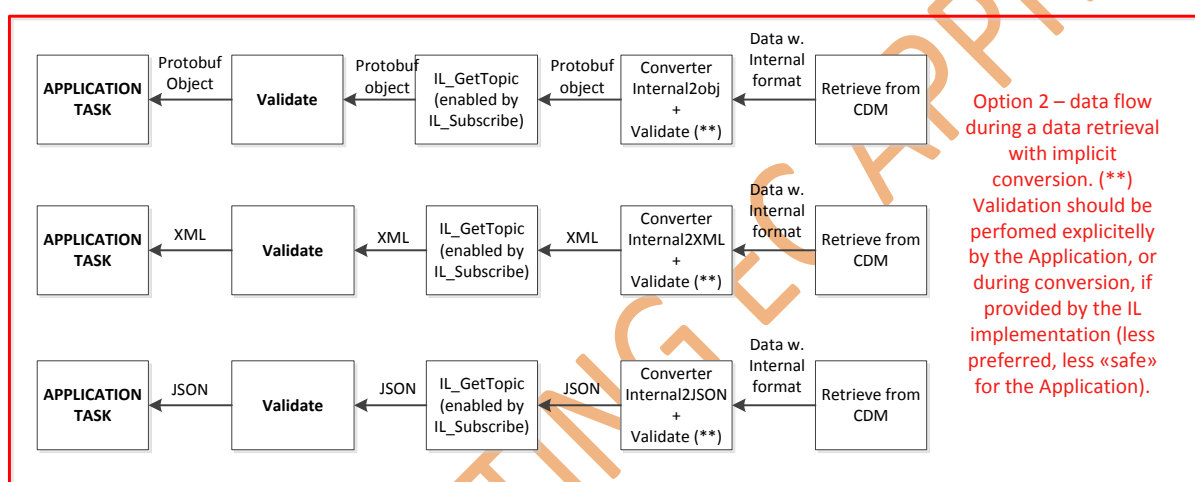 Protobuf
Object
APPLICATION
TASK
Validate
Protobuf
object
IL_GetTopic
(enabled by
IL_Subscribe)
Protobuf
object
Converter
Internal2obj
+
Validate (**)
Data w.
Internal
format
Retrieve from
CDM
APPLICATION
TASK
XML
Validate
XML
IL_GetTopic
(enabled by
IL_Subscribe)
XML
Converter
Internal2XML
+
Validate (**)
Data w.
Internal
format
Retrieve from
CDM
APPLICATION
TASK
JSON
Validate
JSON
IL_GetTopic
(enabled by
IL_Subscribe)
JSON
Converter
Internal2JSON
+
Validate (**)
Data w.
Internal
format
Retrieve from
CDM
Option 2 – data flow
during a data retrieval
with implicit
conversion. (**)
Validation should be
perfomed explicitelly
by the Application, or
during conversion, if
provided by the IL
implementation (less
preferred, less «safe»
for the Application).
TING EC APPR